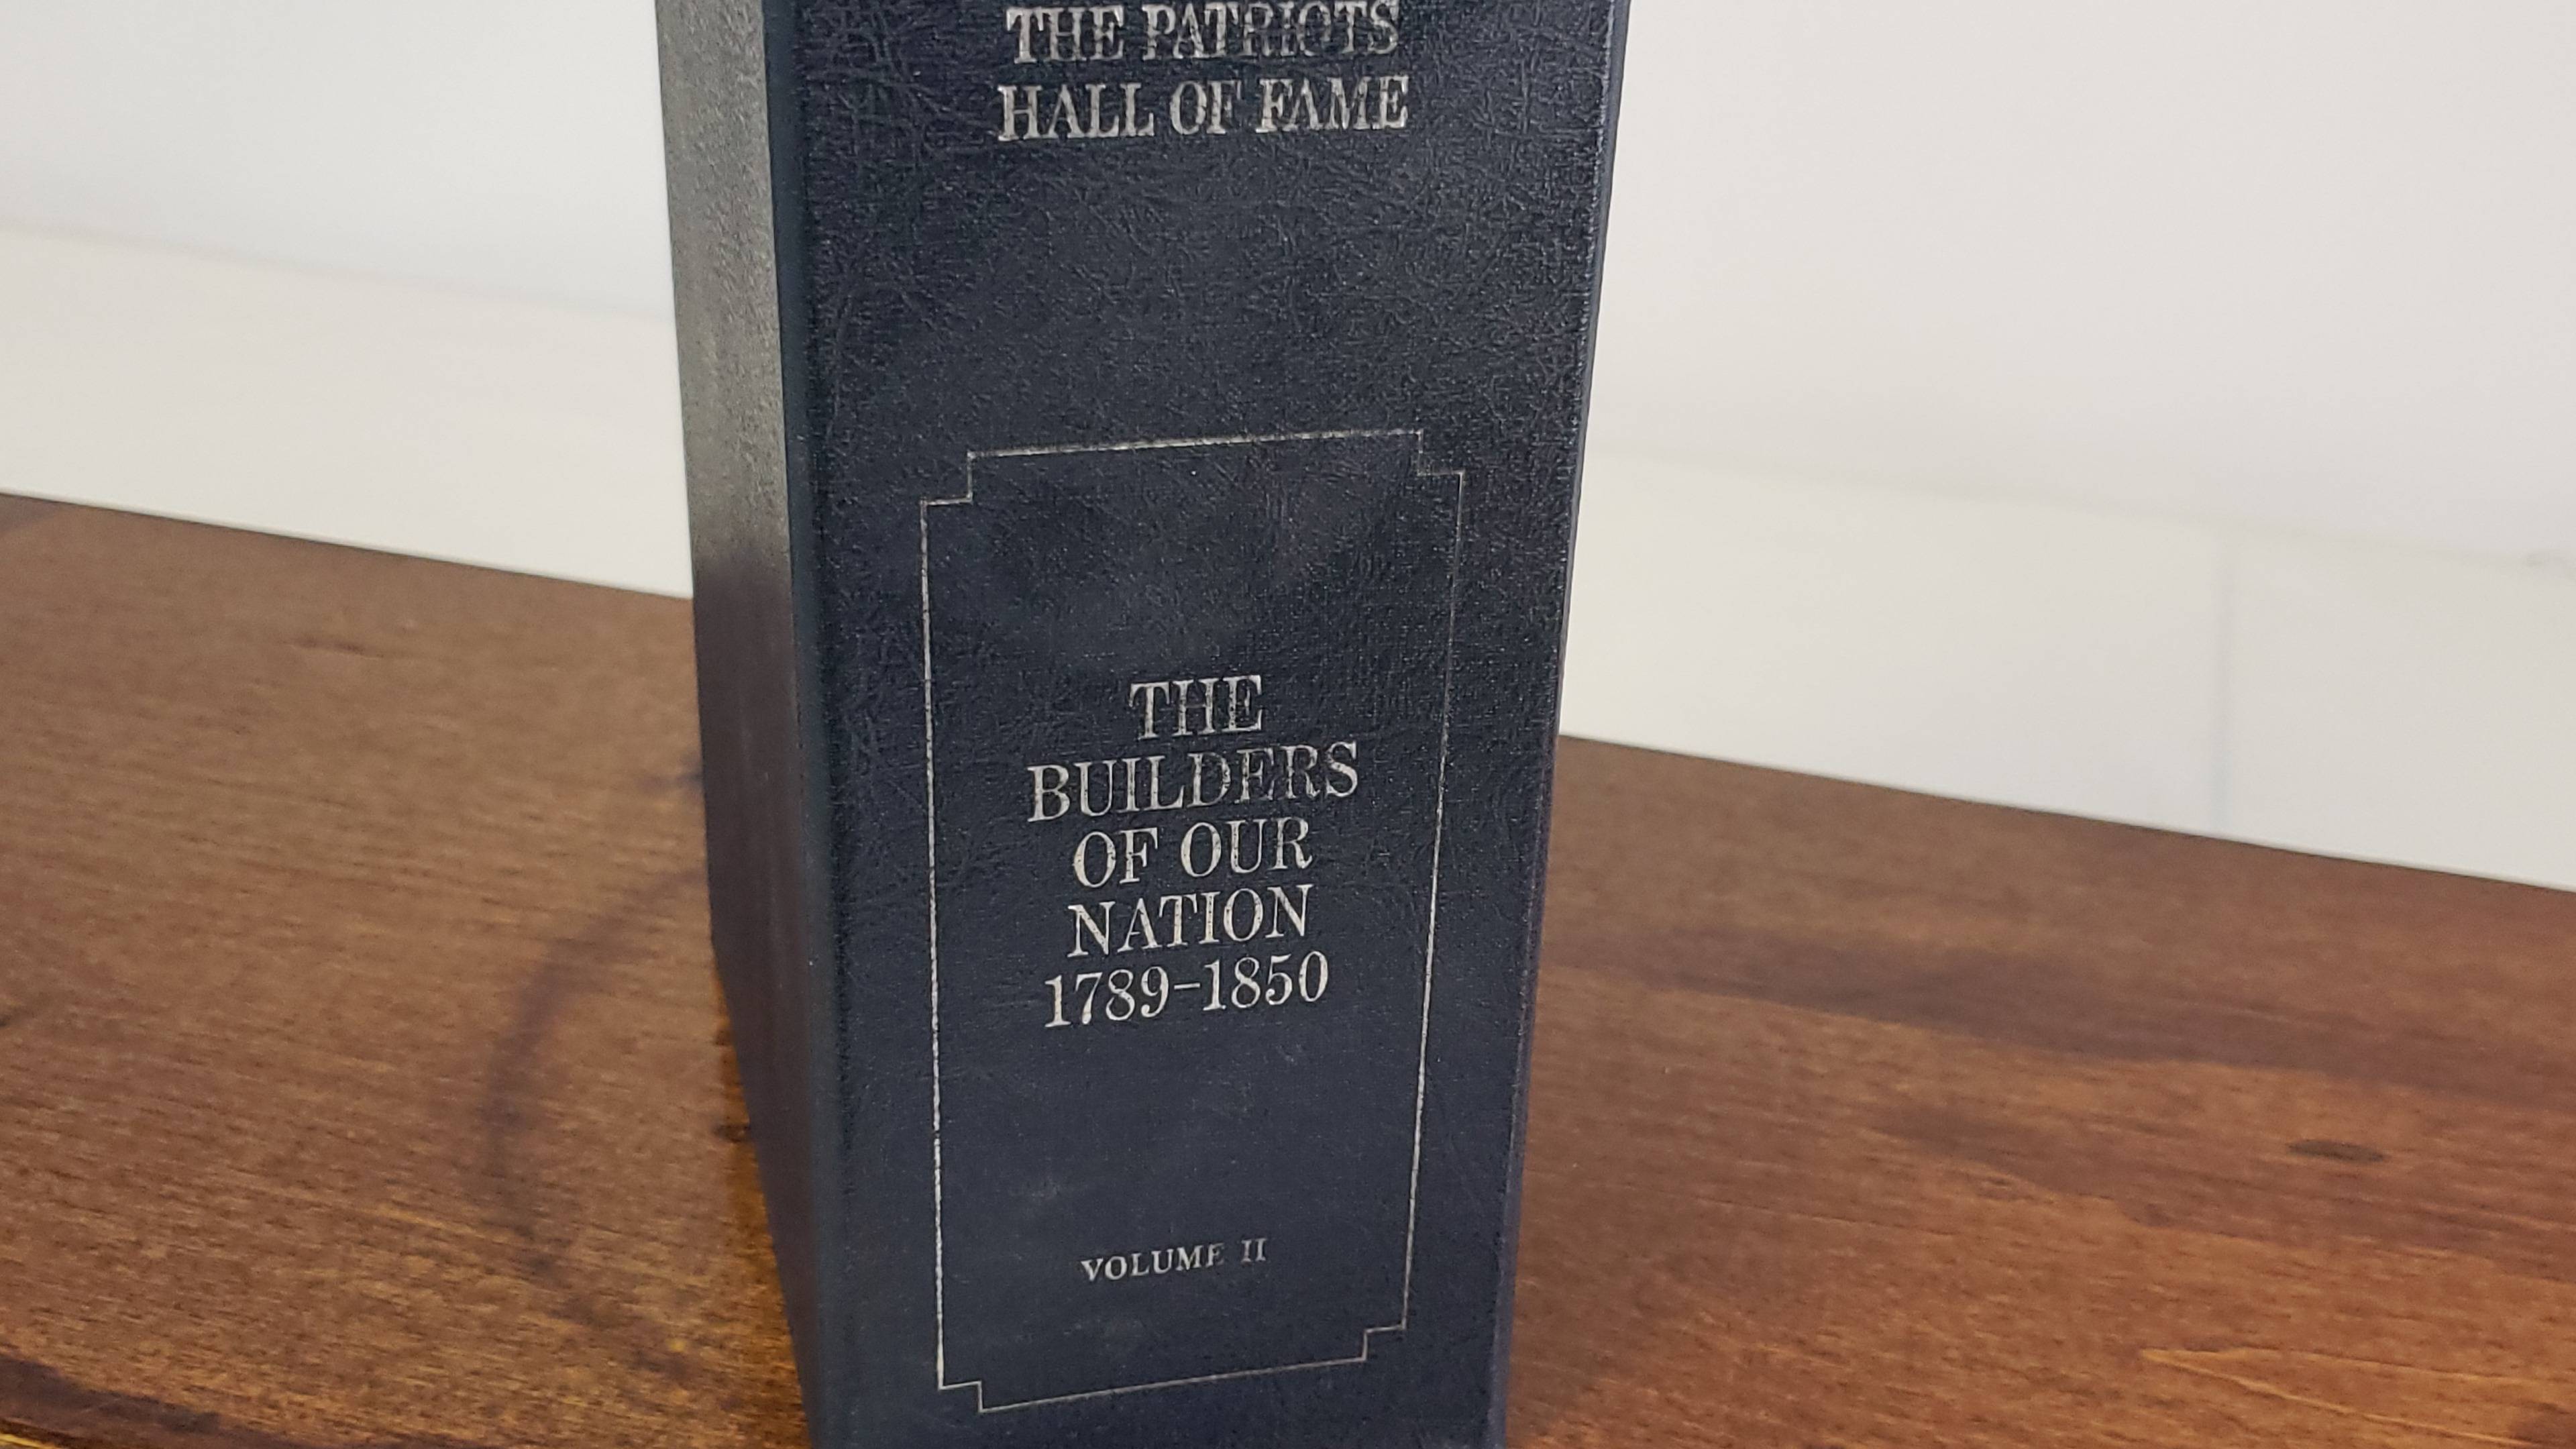 THE PATRIOTS
HALL OF FAME
THE
BUILDERS
OF OUR
NATION
1789-1850
VOLUME II